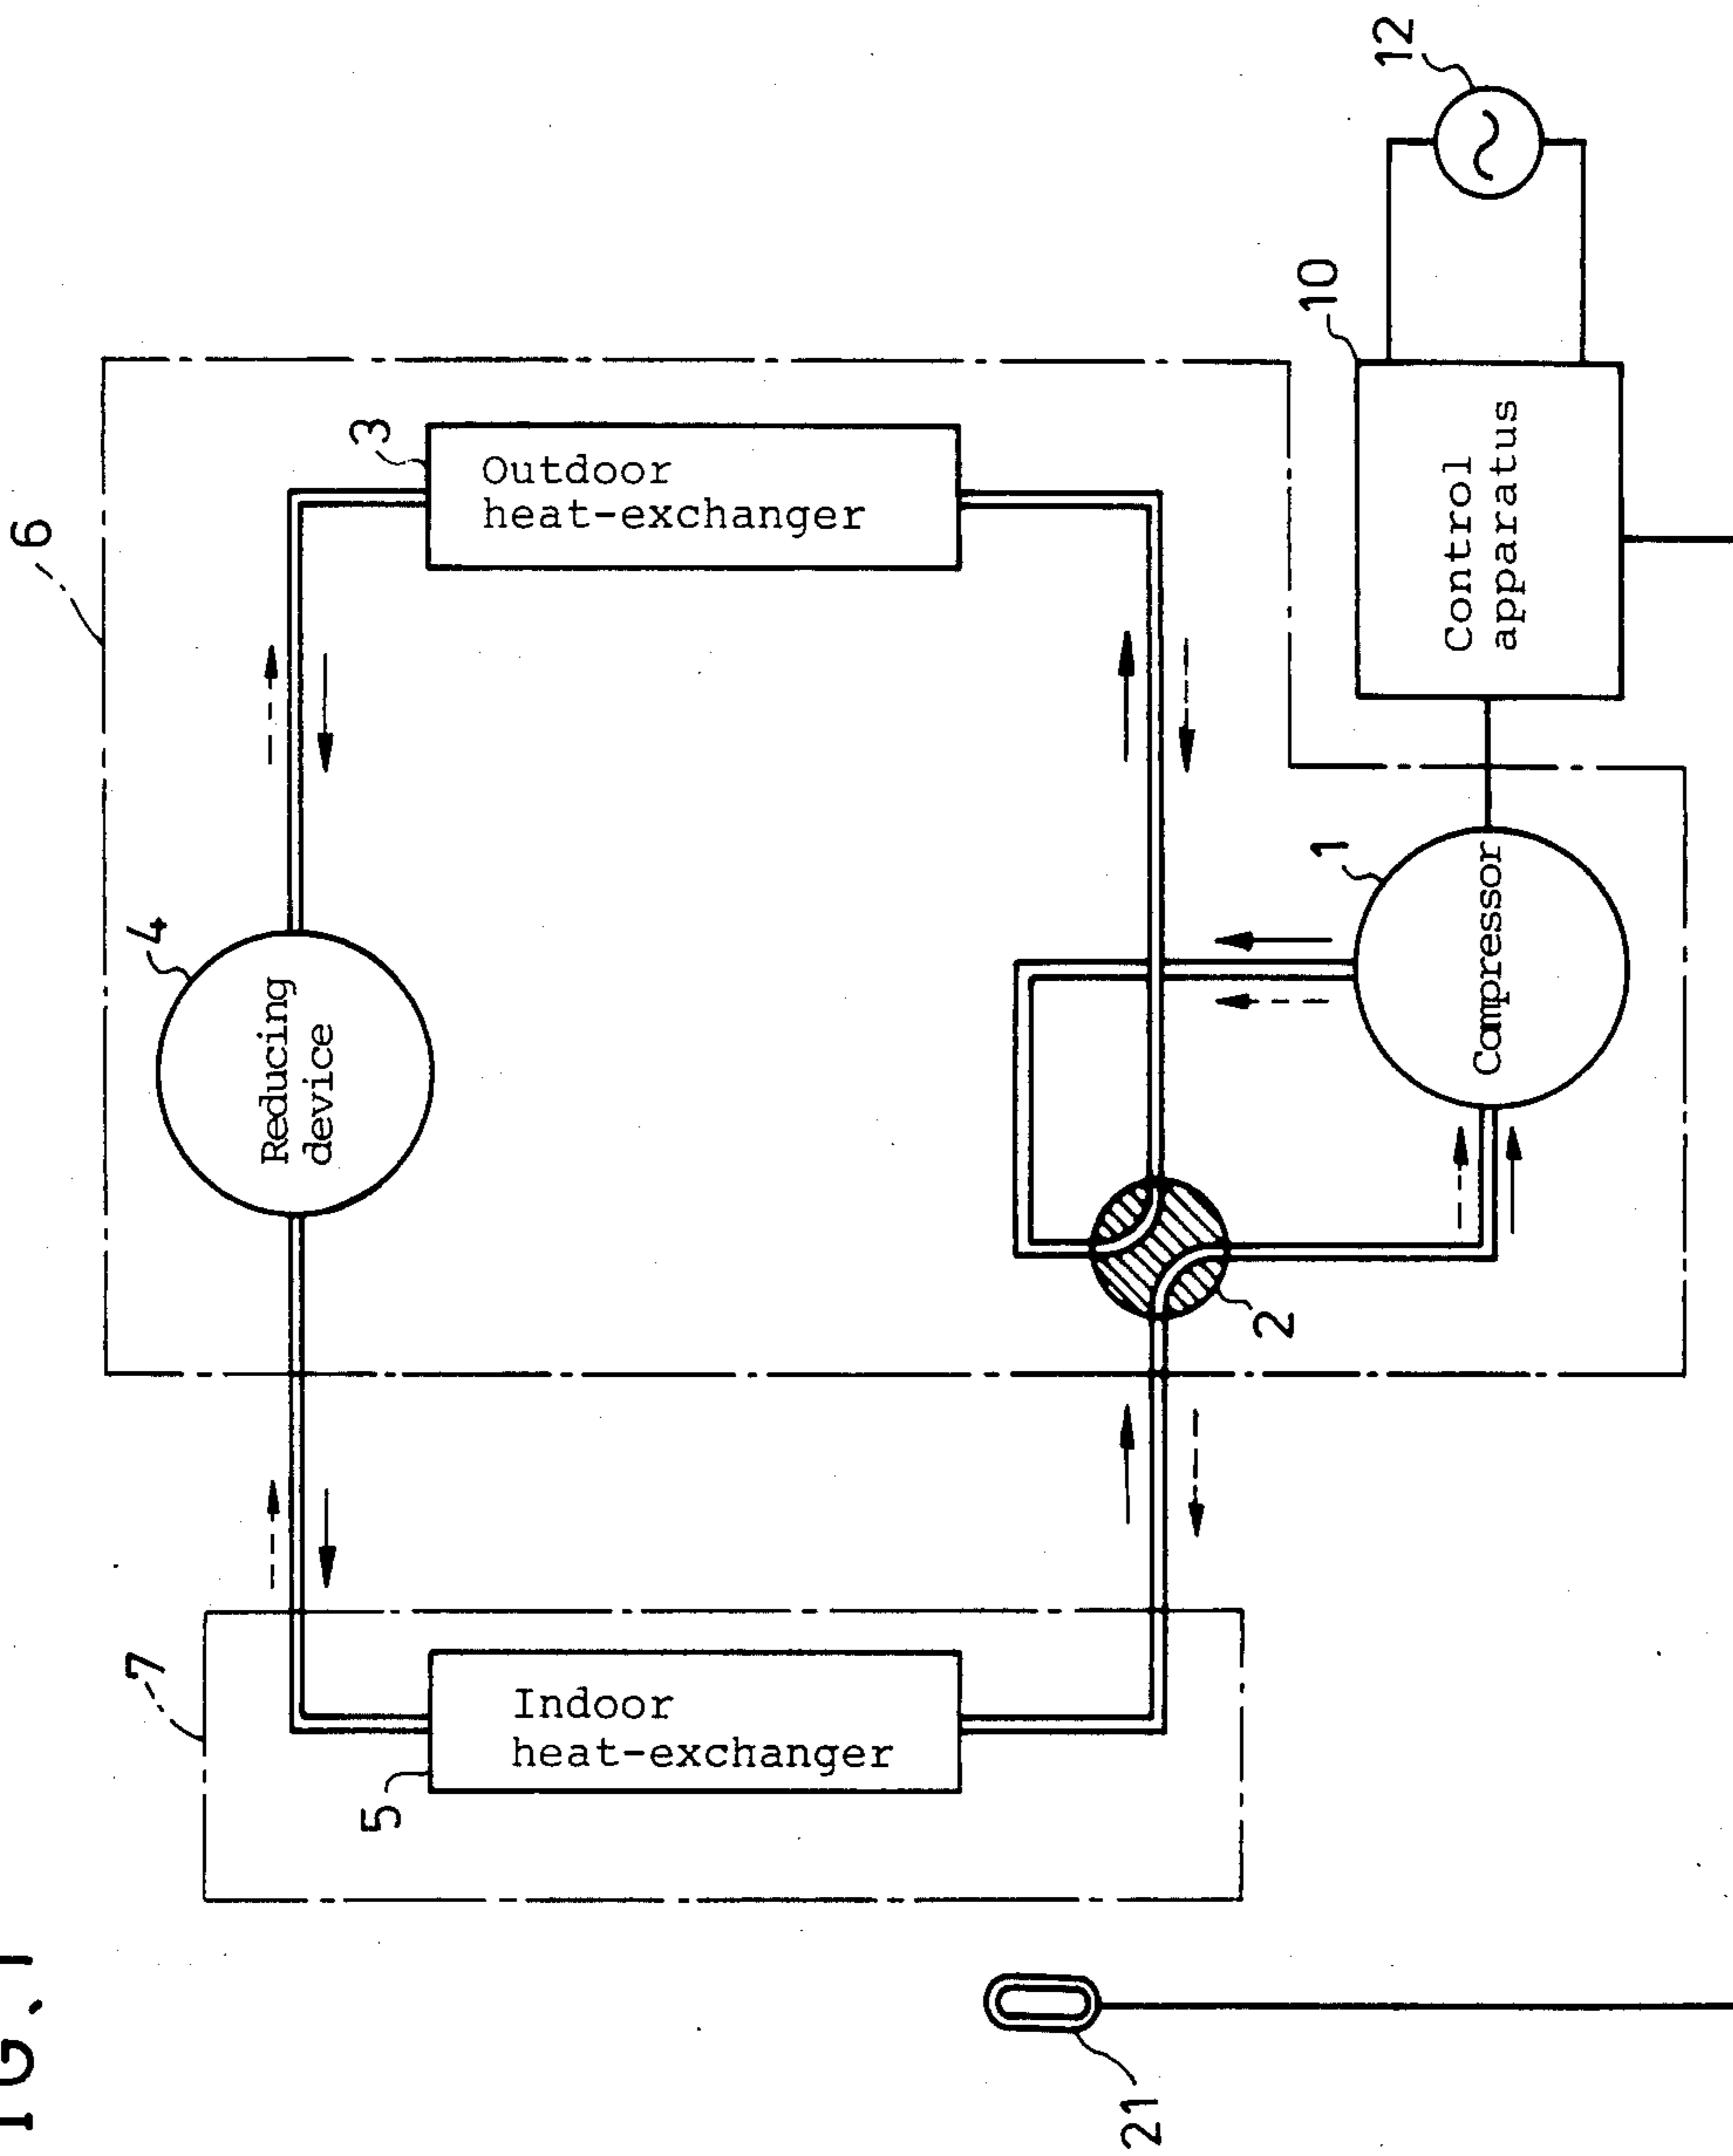 6
3
Outdoor
heat-exchanger
4
Reducing
device
7
5
Indoor
heat-exchanger
2
1
Compressor
10
Control
apparatus
12
21